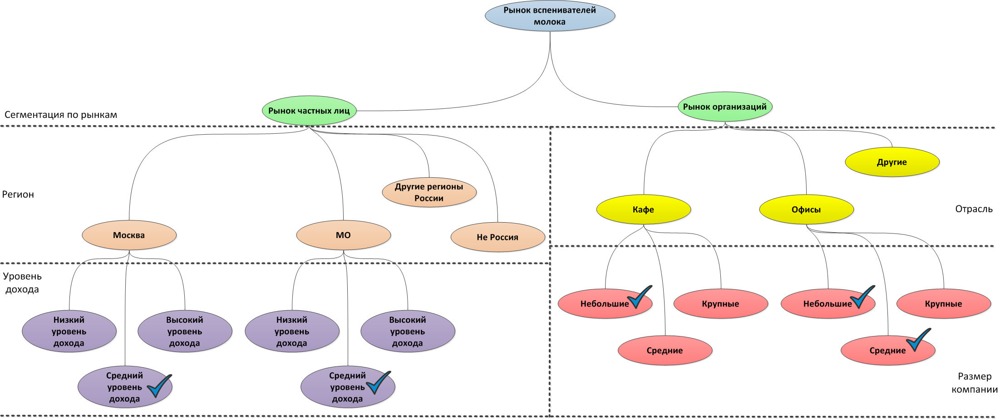 Рынок вспенивателей
молока
Рынок частных лиц
Рынок организаций
Сегментация по рынкам
Регион
Москва
МО
Другие регионы
России
Не Россия
Уровень
дохода
Низкий
уровень
дохода
Высокий
уровень
дохода
Средний
уровень
дохода
Низкий
уровень
дохода
Высокий
уровень
дохода
Средний
уровень
дохода
Другие
Кафе
Офисы
Отрасль
Небольшие
Крупные
Средние
Небольшие
Крупные
Средние
Размер
компании